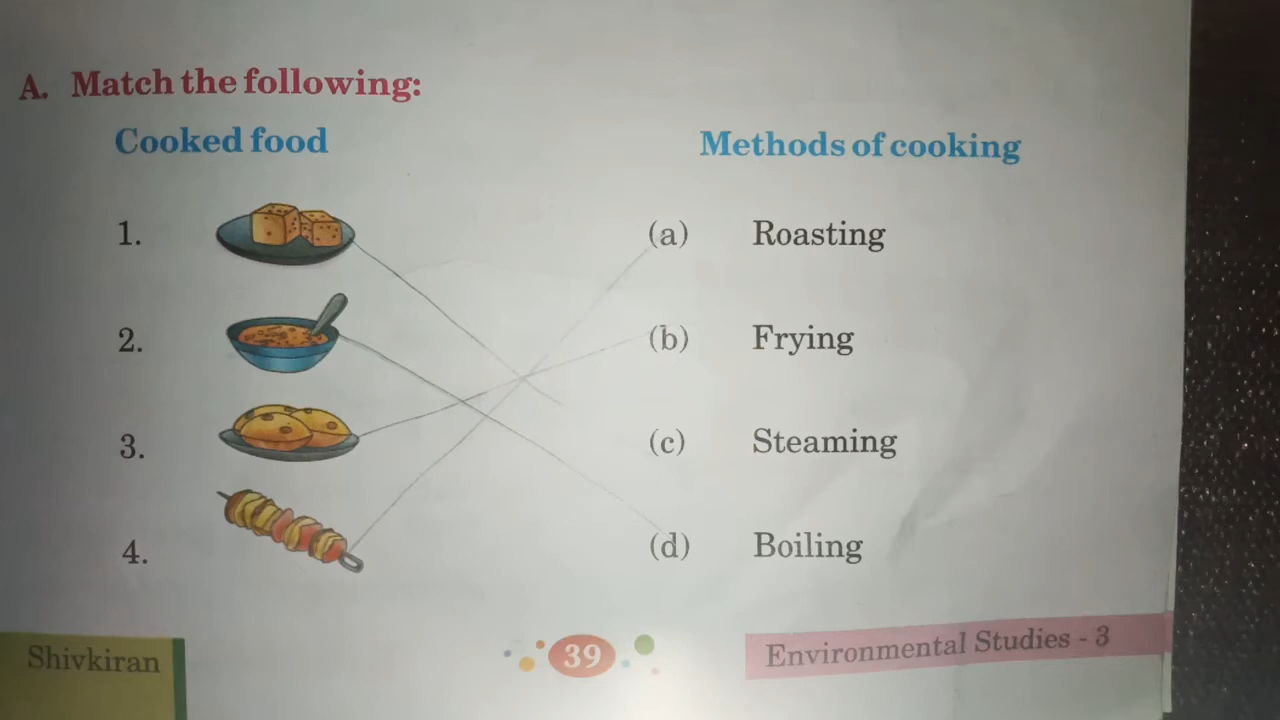 A. Match the following:
Cooked food Methods of cooking
1. (a) Roasting
2. (b) Frying
3. (c) Steaming
4. (d) Boiling
Shivkiran 39 Environmental Studies - 3